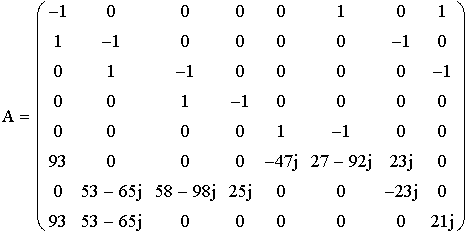 −1 0 0 0 0 1 0 1
1 −1 0 0 0 0 −1 0
0 1 −1 0 0 0 0 −1
0 0 1 −1 0 0 0 0
A = 0 0 0 0 1 −1 0 0
93 0 0 0 −47j 27 − 92j 23j 0
0 53 − 65j 58 − 98j 25j 0 0 −23j 0
93 53 − 65j 0 0 0 0 0 21j